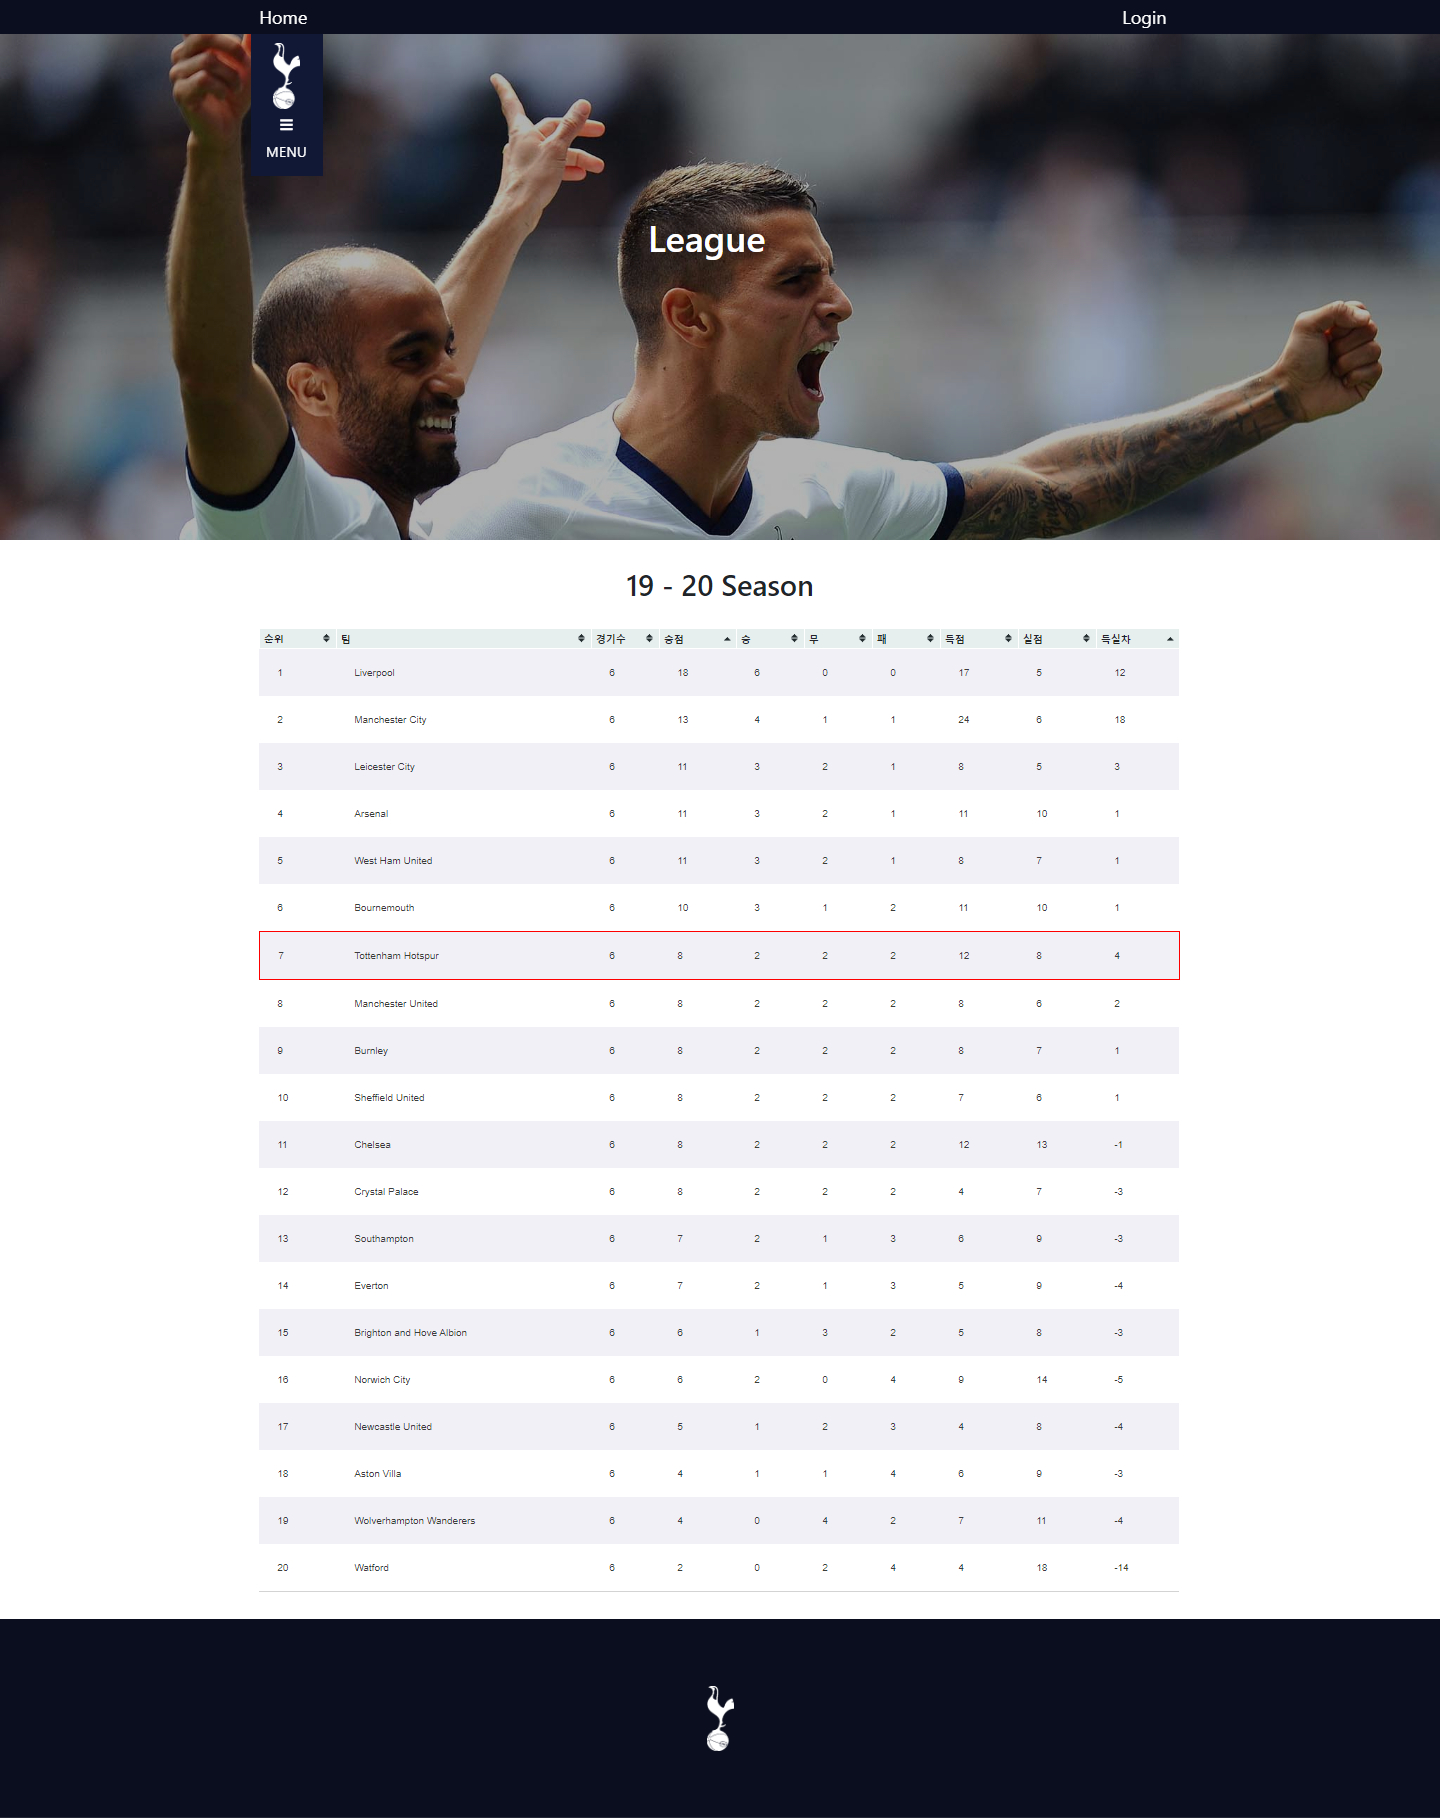 Home Login
MENU
League
19 - 20 Season
순위 팀 경기수 승점 승 무 패 득점 실점 득실차
1 Liverpool 6 18 6 0 0 17 5 12
2 Manchester City 6 13 4 1 1 24 6 18
3 Leicester City 6 11 3 2 1 8 5 3
4 Arsenal 6 11 3 2 1 11 10 1
5 West Ham United 6 11 3 2 1 8 7 1
6 Bournemouth 6 10 3 1 2 11 10 1
7 Tottenham Hotspur 6 8 2 2 2 12 8 4
8 Manchester United 6 8 2 2 2 8 6 2
9 Burnley 6 8 2 2 2 8 7 1
10 Sheffield United 6 8 2 2 2 7 6 1
11 Chelsea 6 8 2 2 2 12 13 -1
12 Crystal Palace 6 8 2 2 2 4 7 -3
13 Southampton 6 7 2 1 3 6 9 -3
14 Everton 6 7 2 1 3 5 9 -4
15 Brighton and Hove Albion 6 6 1 3 2 5 8 -3
16 Norwich City 6 6 2 0 4 9 14 -5
17 Newcastle United 6 5 1 2 3 4 8 -4
18 Aston Villa 6 4 1 1 4 6 9 -3
19 Wolverhampton Wanderers 6 4 0 4 2 7 11 -4
20 Watford 6 2 0 2 4 4 18 -14